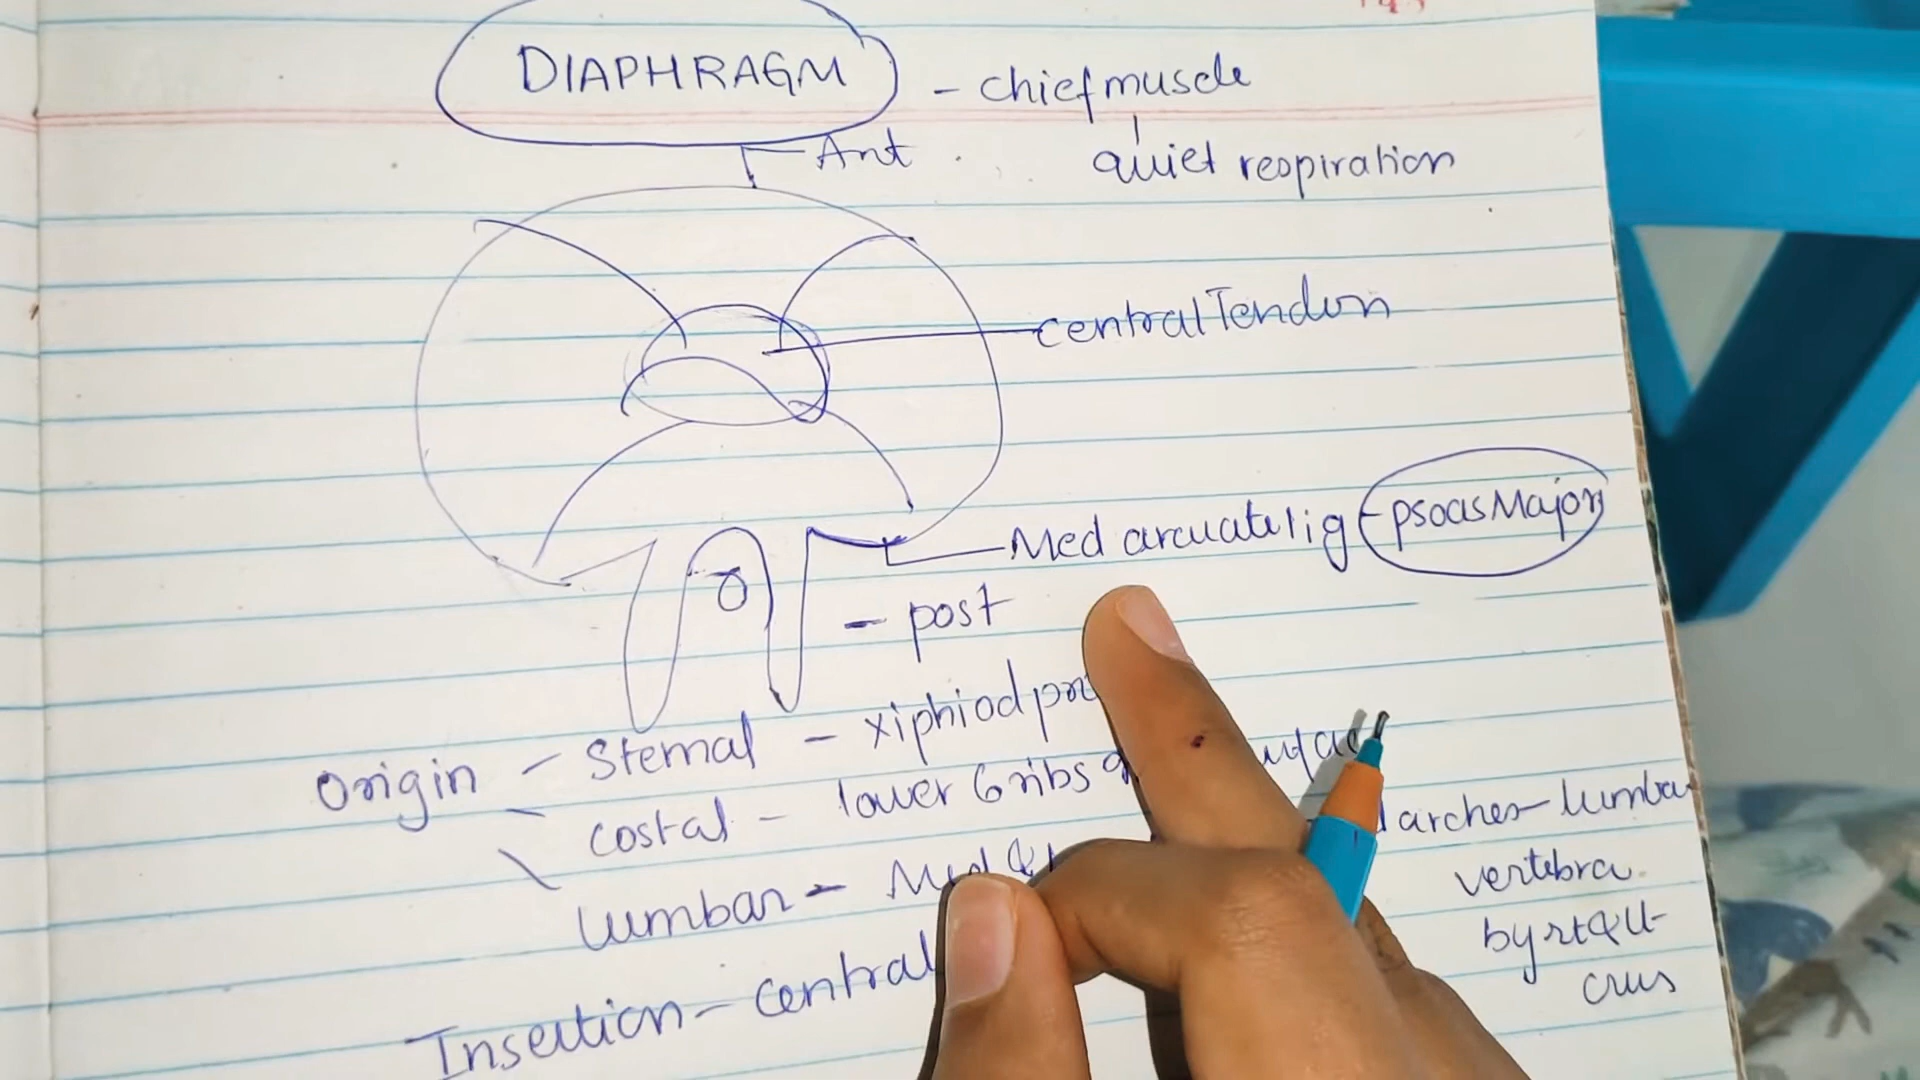 DIAPHRAGM - chief muscle
Ant
quiet respiration
central Tendon
Med arcuate lig - psoas Major
- post
Origin - Sternal - xiphiod
costal - lower 6 ribs
arches - lumbar
Lumbar - Med &
vertebra
by rt & lt
crus
Insertion - central